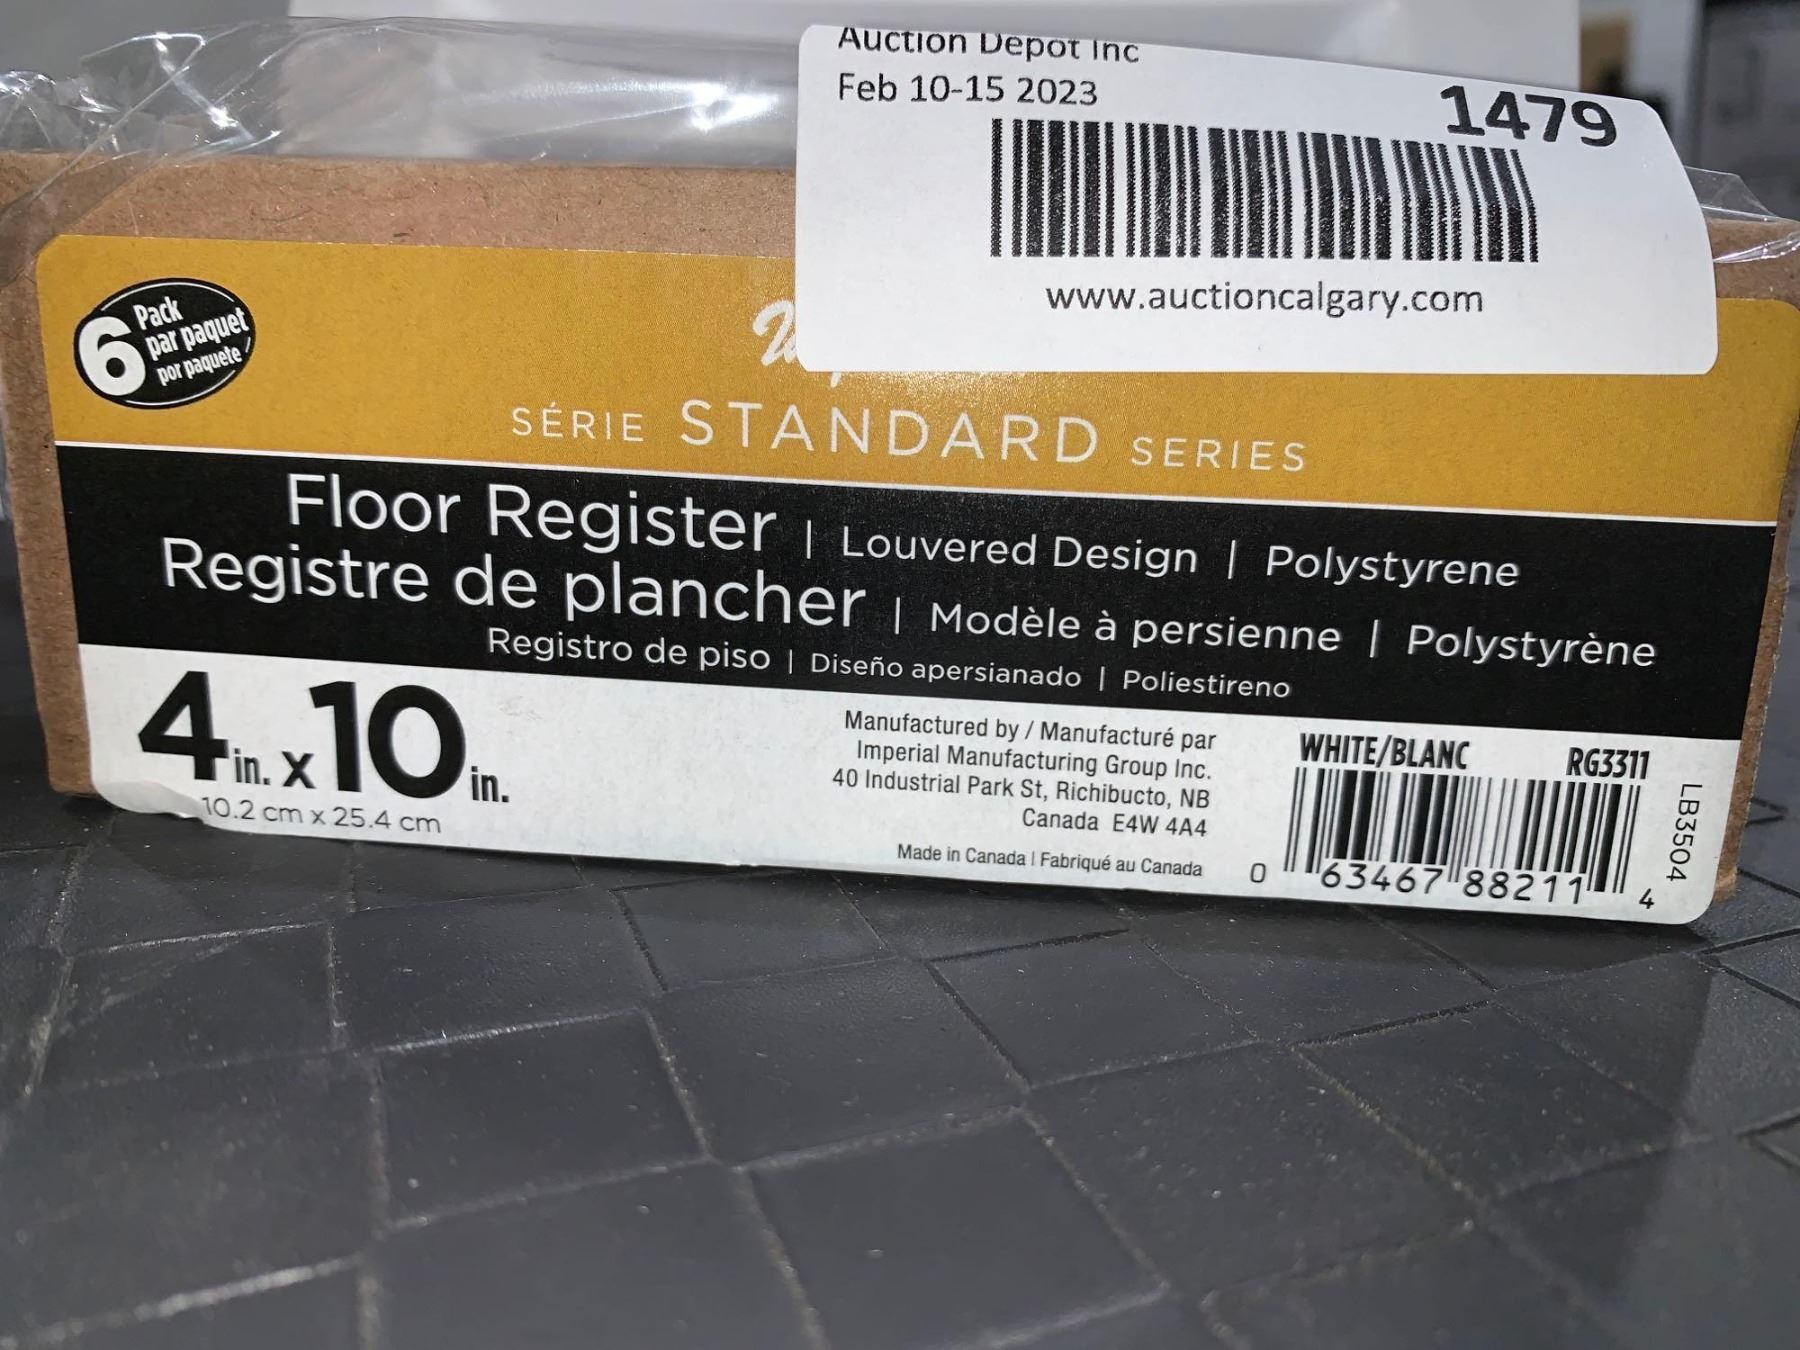 Auction Depot Inc
Feb 10-15 2023
1479
www.auctioncalgary.com
6 Pack
par paquet
por paquete
SÉRIE STANDARD SERIES
Floor Register | Louvered Design | Polystyrene
Registre de plancher | Modèle à persienne | Polystyrène
Registro de piso | Diseño apersianado | Poliestireno
4 in. x 10 in.
10.2 cm x 25.4 cm
Manufactured by / Manufacturé par
Imperial Manufacturing Group Inc.
40 Industrial Park St, Richibucto, NB
Canada E4W 4A4
Made in Canada | Fabriqué au Canada
WHITE/BLANC RG3311
0 63467 88211 4
LB3504